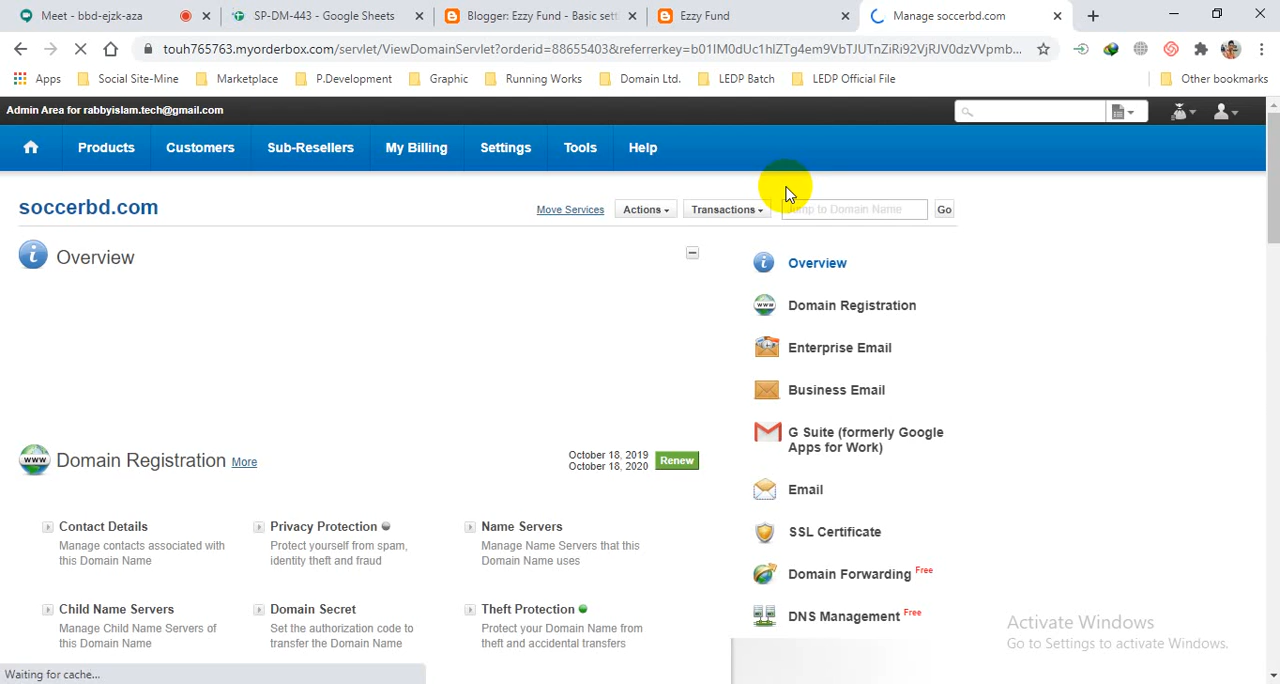 Meet - bbd-ejzk-aza
SP-DM-443 - Google Sheets
Blogger: Ezzy Fund - Basic sett
Ezzy Fund
Manage soccerbd.com
touh765763.myorderbox.com/servlet/ViewDomainServlet?orderid=88655403&referrerkey=b01lM0dUc1hlZTg4em9VbTJUTnZiRi92VjRJV0dzVVpmb...
Apps
Social Site-Mine
Marketplace
P.Development
Graphic
Running Works
Domain Ltd.
LEDP Batch
LEDP Official File
Other bookmarks
Admin Area for rabbyislam.tech@gmail.com
Products
Customers
Sub-Resellers
My Billing
Settings
Tools
Help
soccerbd.com
Move Services
Actions
Transactions
Jump to Domain Name
Go
Overview
Domain Registration More
October 18, 2019
October 18, 2020
Renew
Contact Details
Manage contacts associated with
this Domain Name
Privacy Protection
Protect yourself from spam,
identity theft and fraud
Name Servers
Manage Name Servers that this
Domain Name uses
Child Name Servers
Manage Child Name Servers of
this Domain Name
Domain Secret
Set the authorization code to
transfer the Domain Name
Theft Protection
Protect your Domain Name from
theft and accidental transfers
Overview
Domain Registration
Enterprise Email
Business Email
G Suite (formerly Google
Apps for Work)
Email
SSL Certificate
Domain Forwarding Free
DNS Management Free
Activate Windows
Go to Settings to activate Windows.
Waiting for cache...